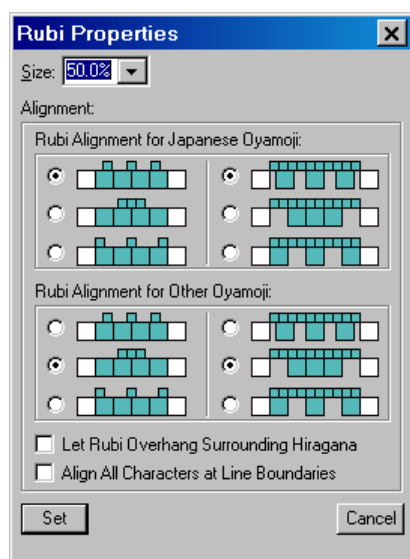 Rubi Properties
Size: 50.0%
Alignment:
Rubi Alignment for Japanese Oyamoji:
Rubi Alignment for Other Oyamoji:
Let Rubi Overhang Surrounding Hiragana
Align All Characters at Line Boundaries
Set Cancel